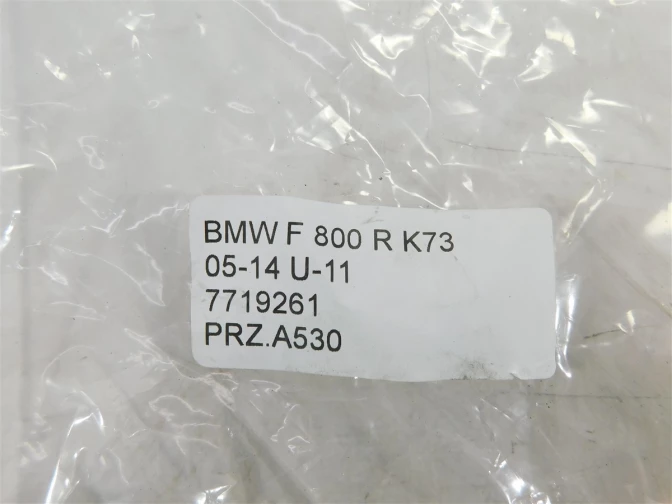 BMW F 800 R K73
05-14 U-11
7719261
PRZ.A530